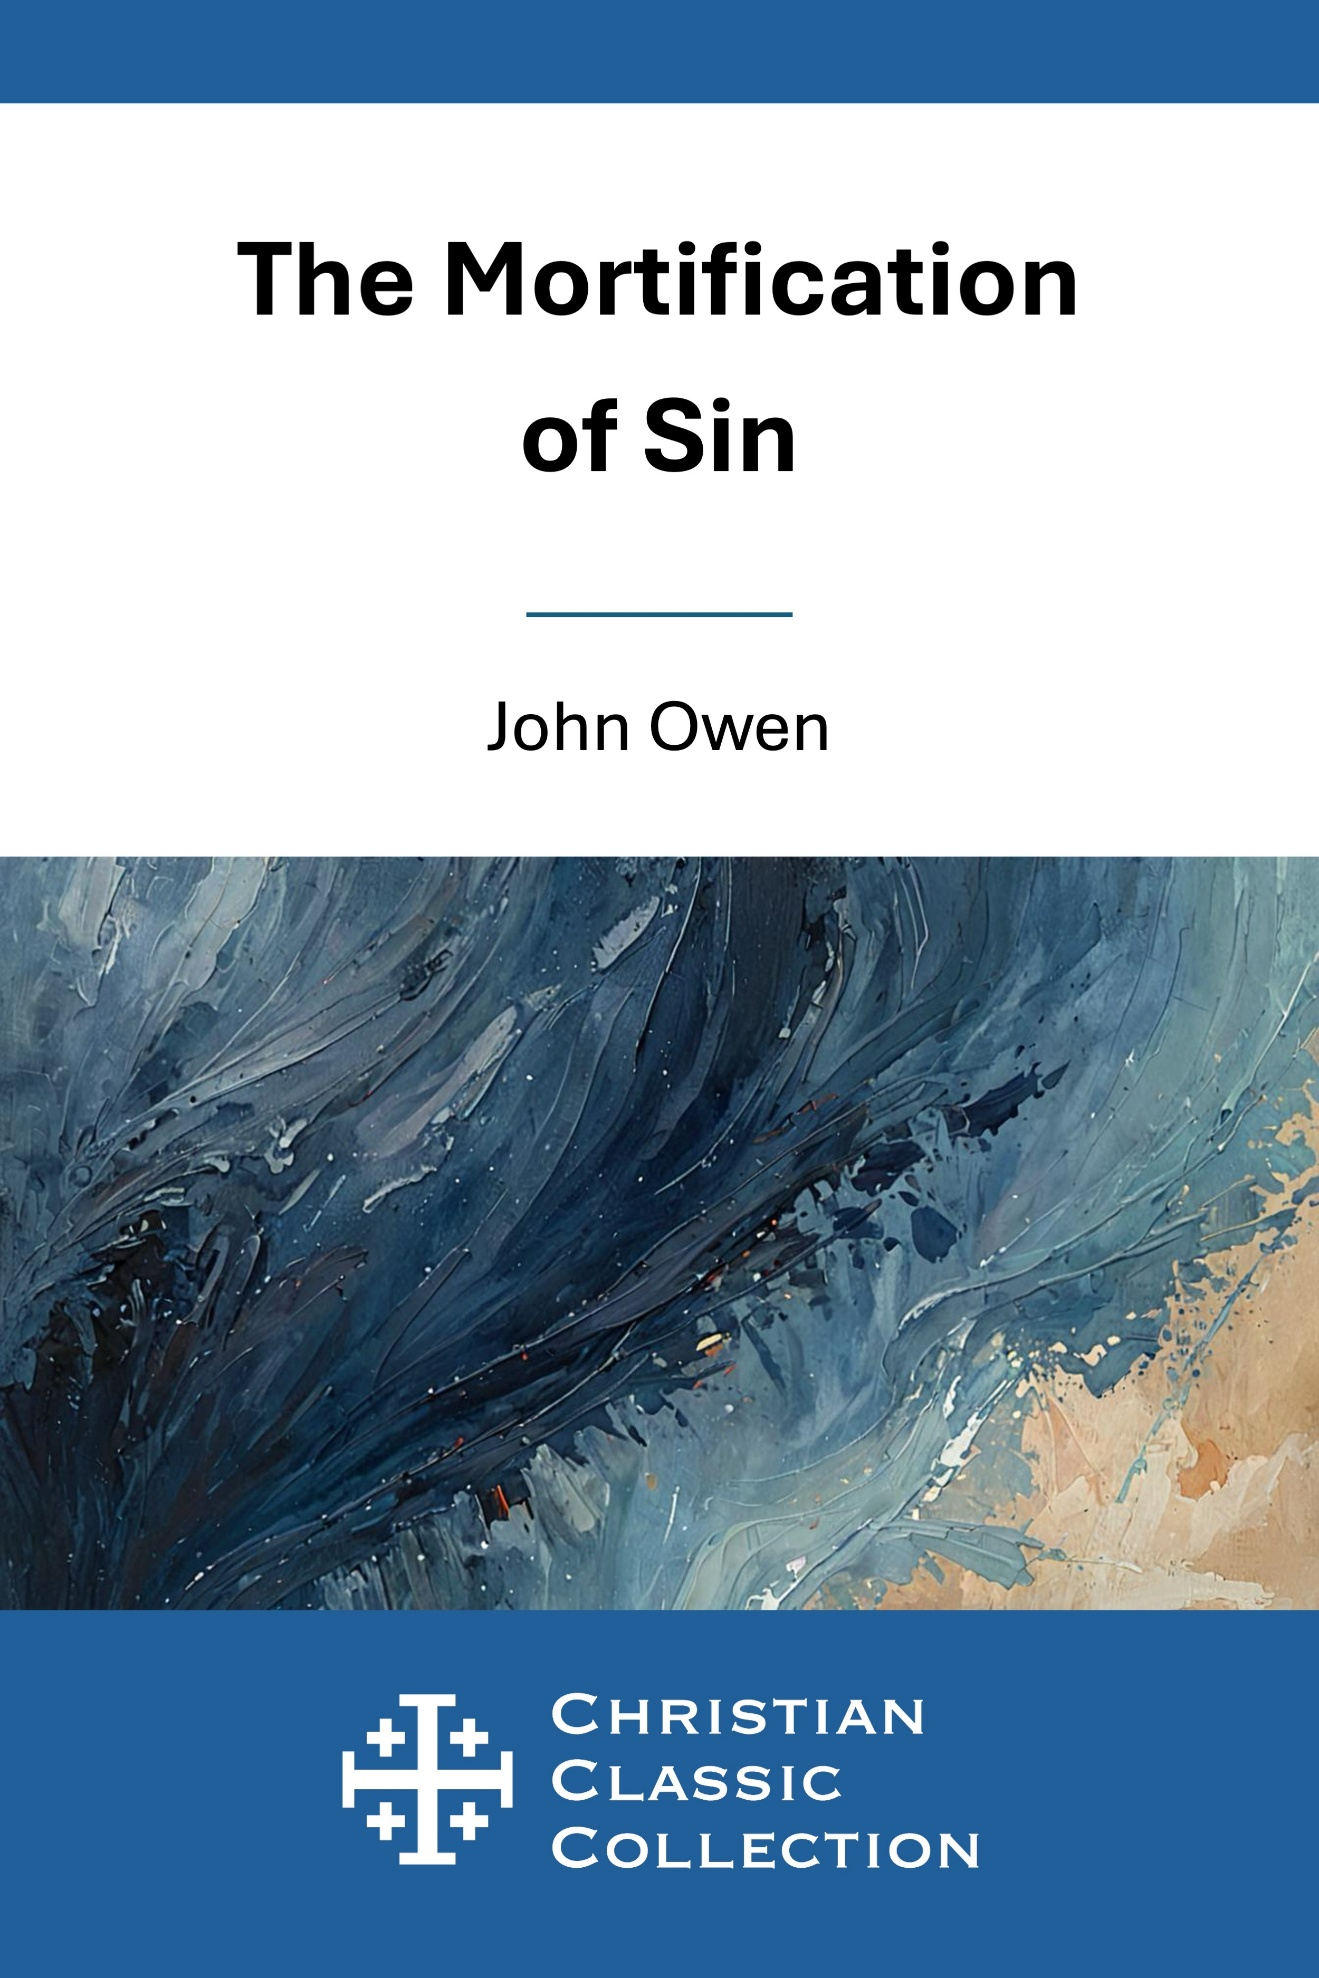 The Mortification
of Sin
John Owen
CHRISTIAN
CLASSIC
COLLECTION